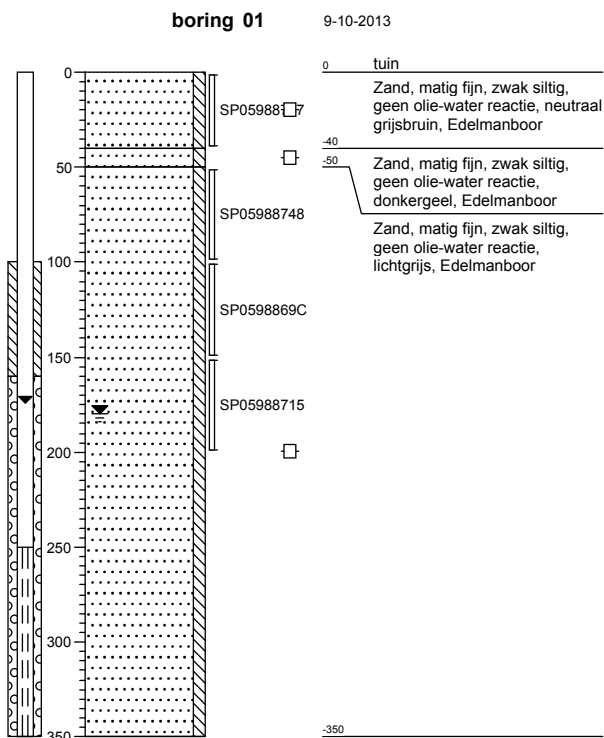 boring 01 9-10-2013
0 tuin
Zand, matig fijn, zwak siltig,
geen olie-water reactie, neutraal
grijsbruin, Edelmanboor
-40
-50
Zand, matig fijn, zwak siltig,
geen olie-water reactie,
donkergeel, Edelmanboor
Zand, matig fijn, zwak siltig,
geen olie-water reactie,
lichtgrijs, Edelmanboor
-350
0
50
100
150
200
250
300
350
SP05988748
SP0598869C
SP05988715